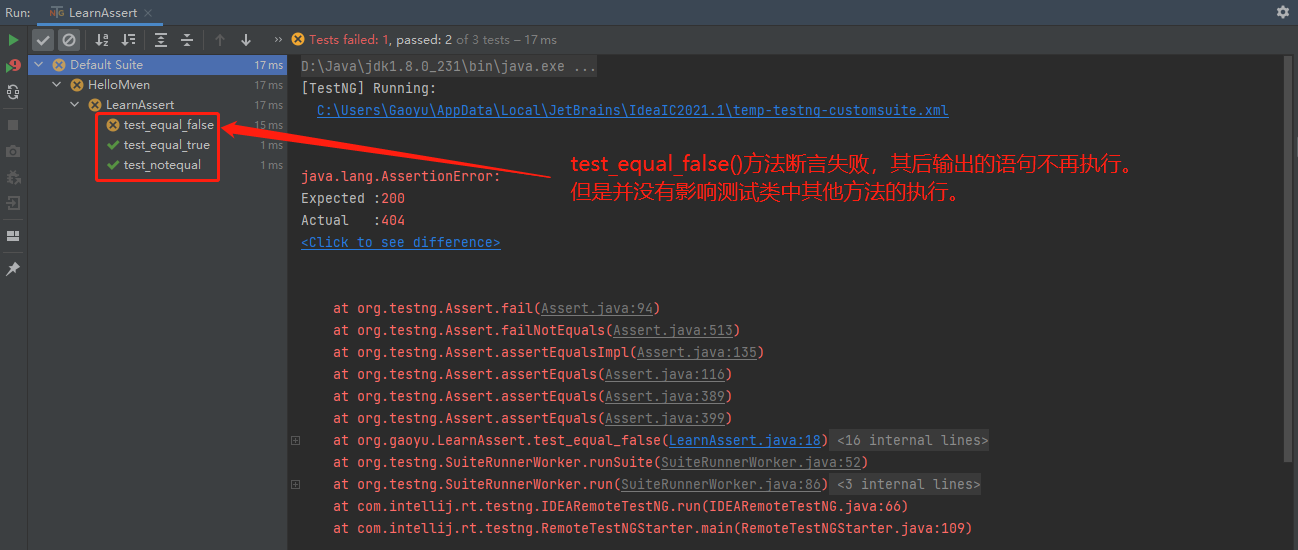 Run: LearnAssert
Tests failed: 1, passed: 2 of 3 tests – 17 ms
Default Suite 17 ms
HelloMven 17 ms
LearnAssert 17 ms
test_equal_false 15 ms
test_equal_true 1 ms
test_notequal 1 ms
D:\Java\jdk1.8.0_231\bin\java.exe ...
[TestNG] Running:
C:\Users\Gaoyu\AppData\Local\JetBrains\IdeaIC2021.1\temp-testng-customsuite.xml
test_equal_false()方法断言失败，其后输出的语句不再执行。
但是并没有影响测试类中其他方法的执行。
java.lang.AssertionError:
Expected :200
Actual   :404
<Click to see difference>
at org.testng.Assert.fail(Assert.java:94)
at org.testng.Assert.failNotEquals(Assert.java:513)
at org.testng.Assert.assertEqualsImpl(Assert.java:135)
at org.testng.Assert.assertEquals(Assert.java:116)
at org.testng.Assert.assertEquals(Assert.java:389)
at org.testng.Assert.assertEquals(Assert.java:399)
at org.gaoyu.LearnAssert.test_equal_false(LearnAssert.java:18) <16 internal lines>
at org.testng.SuiteRunnerWorker.runSuite(SuiteRunnerWorker.java:52)
at org.testng.SuiteRunnerWorker.run(SuiteRunnerWorker.java:86) <3 internal lines>
at com.intellij.rt.testng.IDEARemoteTestNG.run(IDEARemoteTestNG.java:66)
at com.intellij.rt.testng.RemoteTestNGStarter.main(RemoteTestNGStarter.java:109)